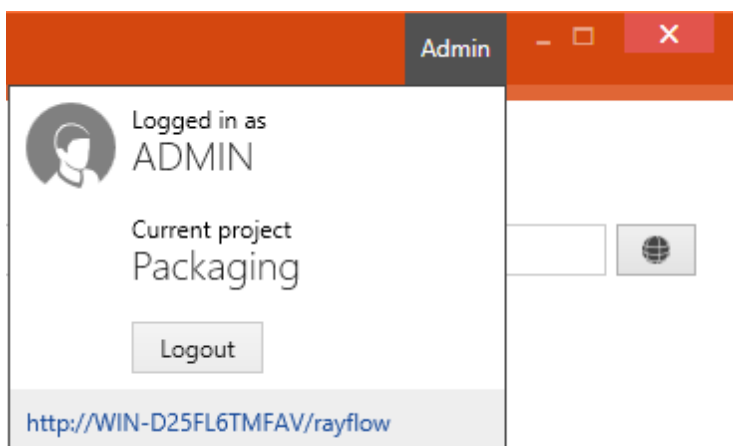 Admin
Logged in as
ADMIN
Current project
Packaging
Logout
http://WIN-D25FL6TMFAV/rayflow